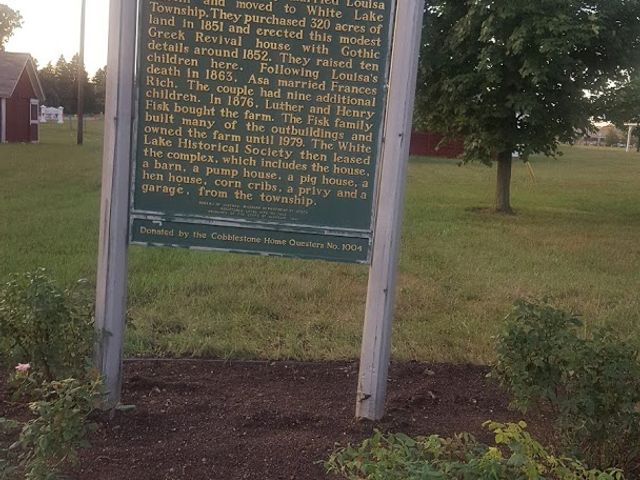 married Louisa
and moved to White Lake
Township. They purchased 320 acres of
land in 1851 and erected this modest
Greek Revival house with Gothic
details around 1852. They raised ten
children here. Following Louisa's
death in 1863, Asa married Frances
Rich. The couple had nine additional
children. In 1876, Luther and Henry
Fisk bought the farm. The Fisk family
built many of the outbuildings and
owned the farm until 1979. The White
Lake Historical Society then leased
the complex, which includes the house,
a barn, a pump house, a pig house, a
hen house, corn cribs, a privy and a
garage, from the township.
Donated by the Cobblestone Home Questers No. 1004